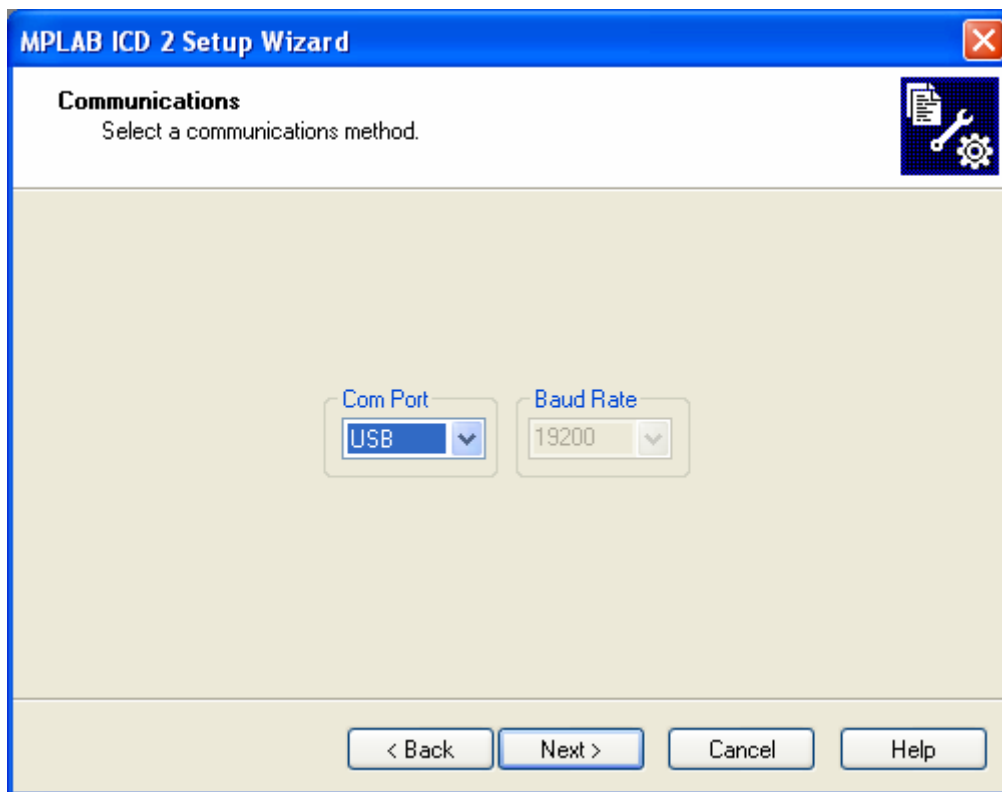 MPLAB ICD 2 Setup Wizard
Communications
Select a communications method.
Com Port Baud Rate
USB 19200
< Back Next > Cancel Help